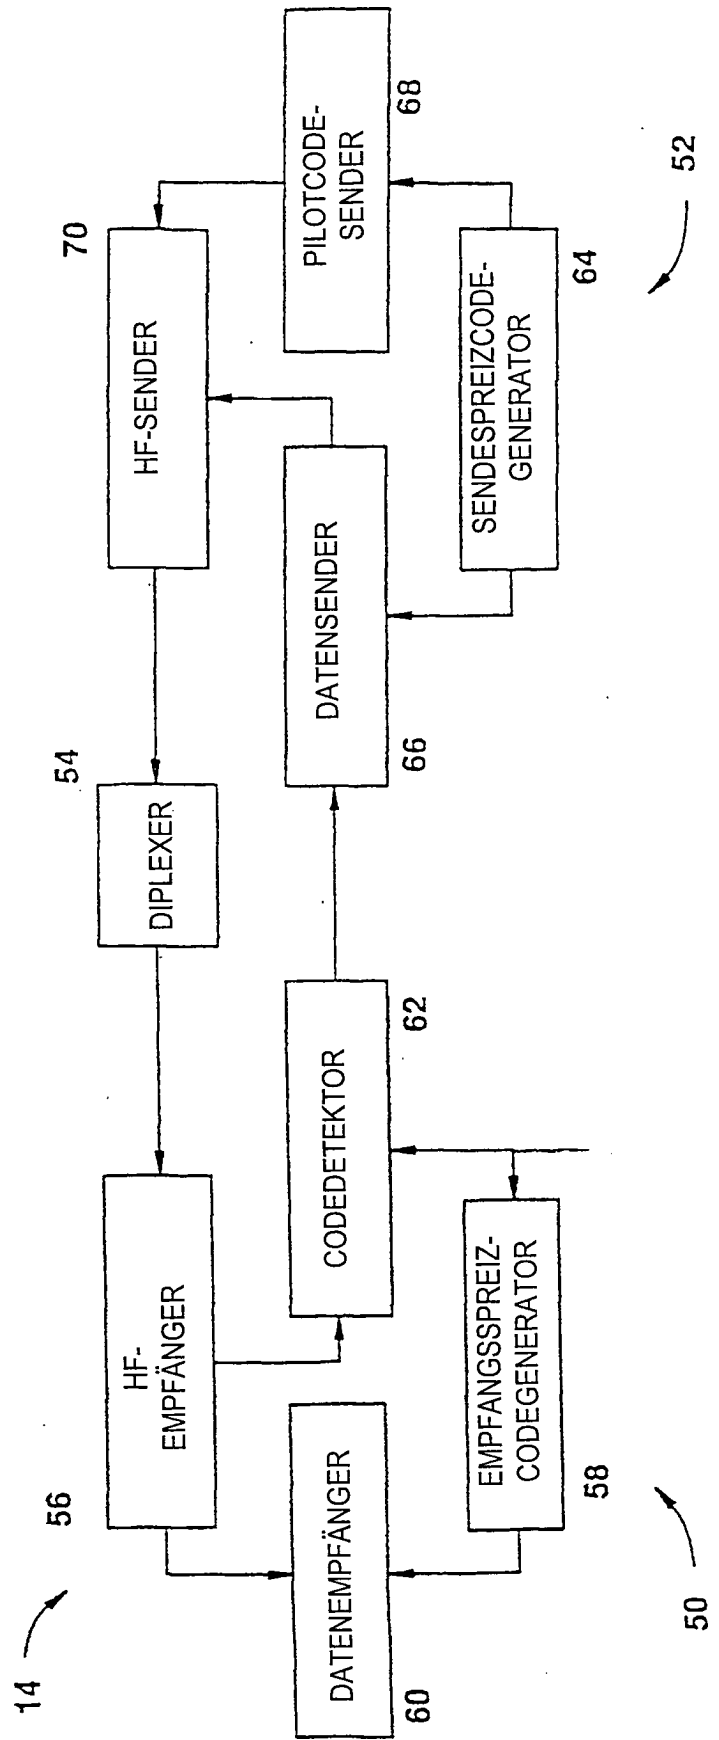 14
56
HF-
EMPFÄNGER
54
DIPLEXER
70
HF-SENDER
DATENEMPFÄNGER
60
CODEDETEKTOR
62
DATENSENDER
66
PILOTCODE-
SENDER
68
EMPFANGSSPREIZ-
CODEGENERATOR
58
SENDESPREIZCODE-
GENERATOR
64
50
52